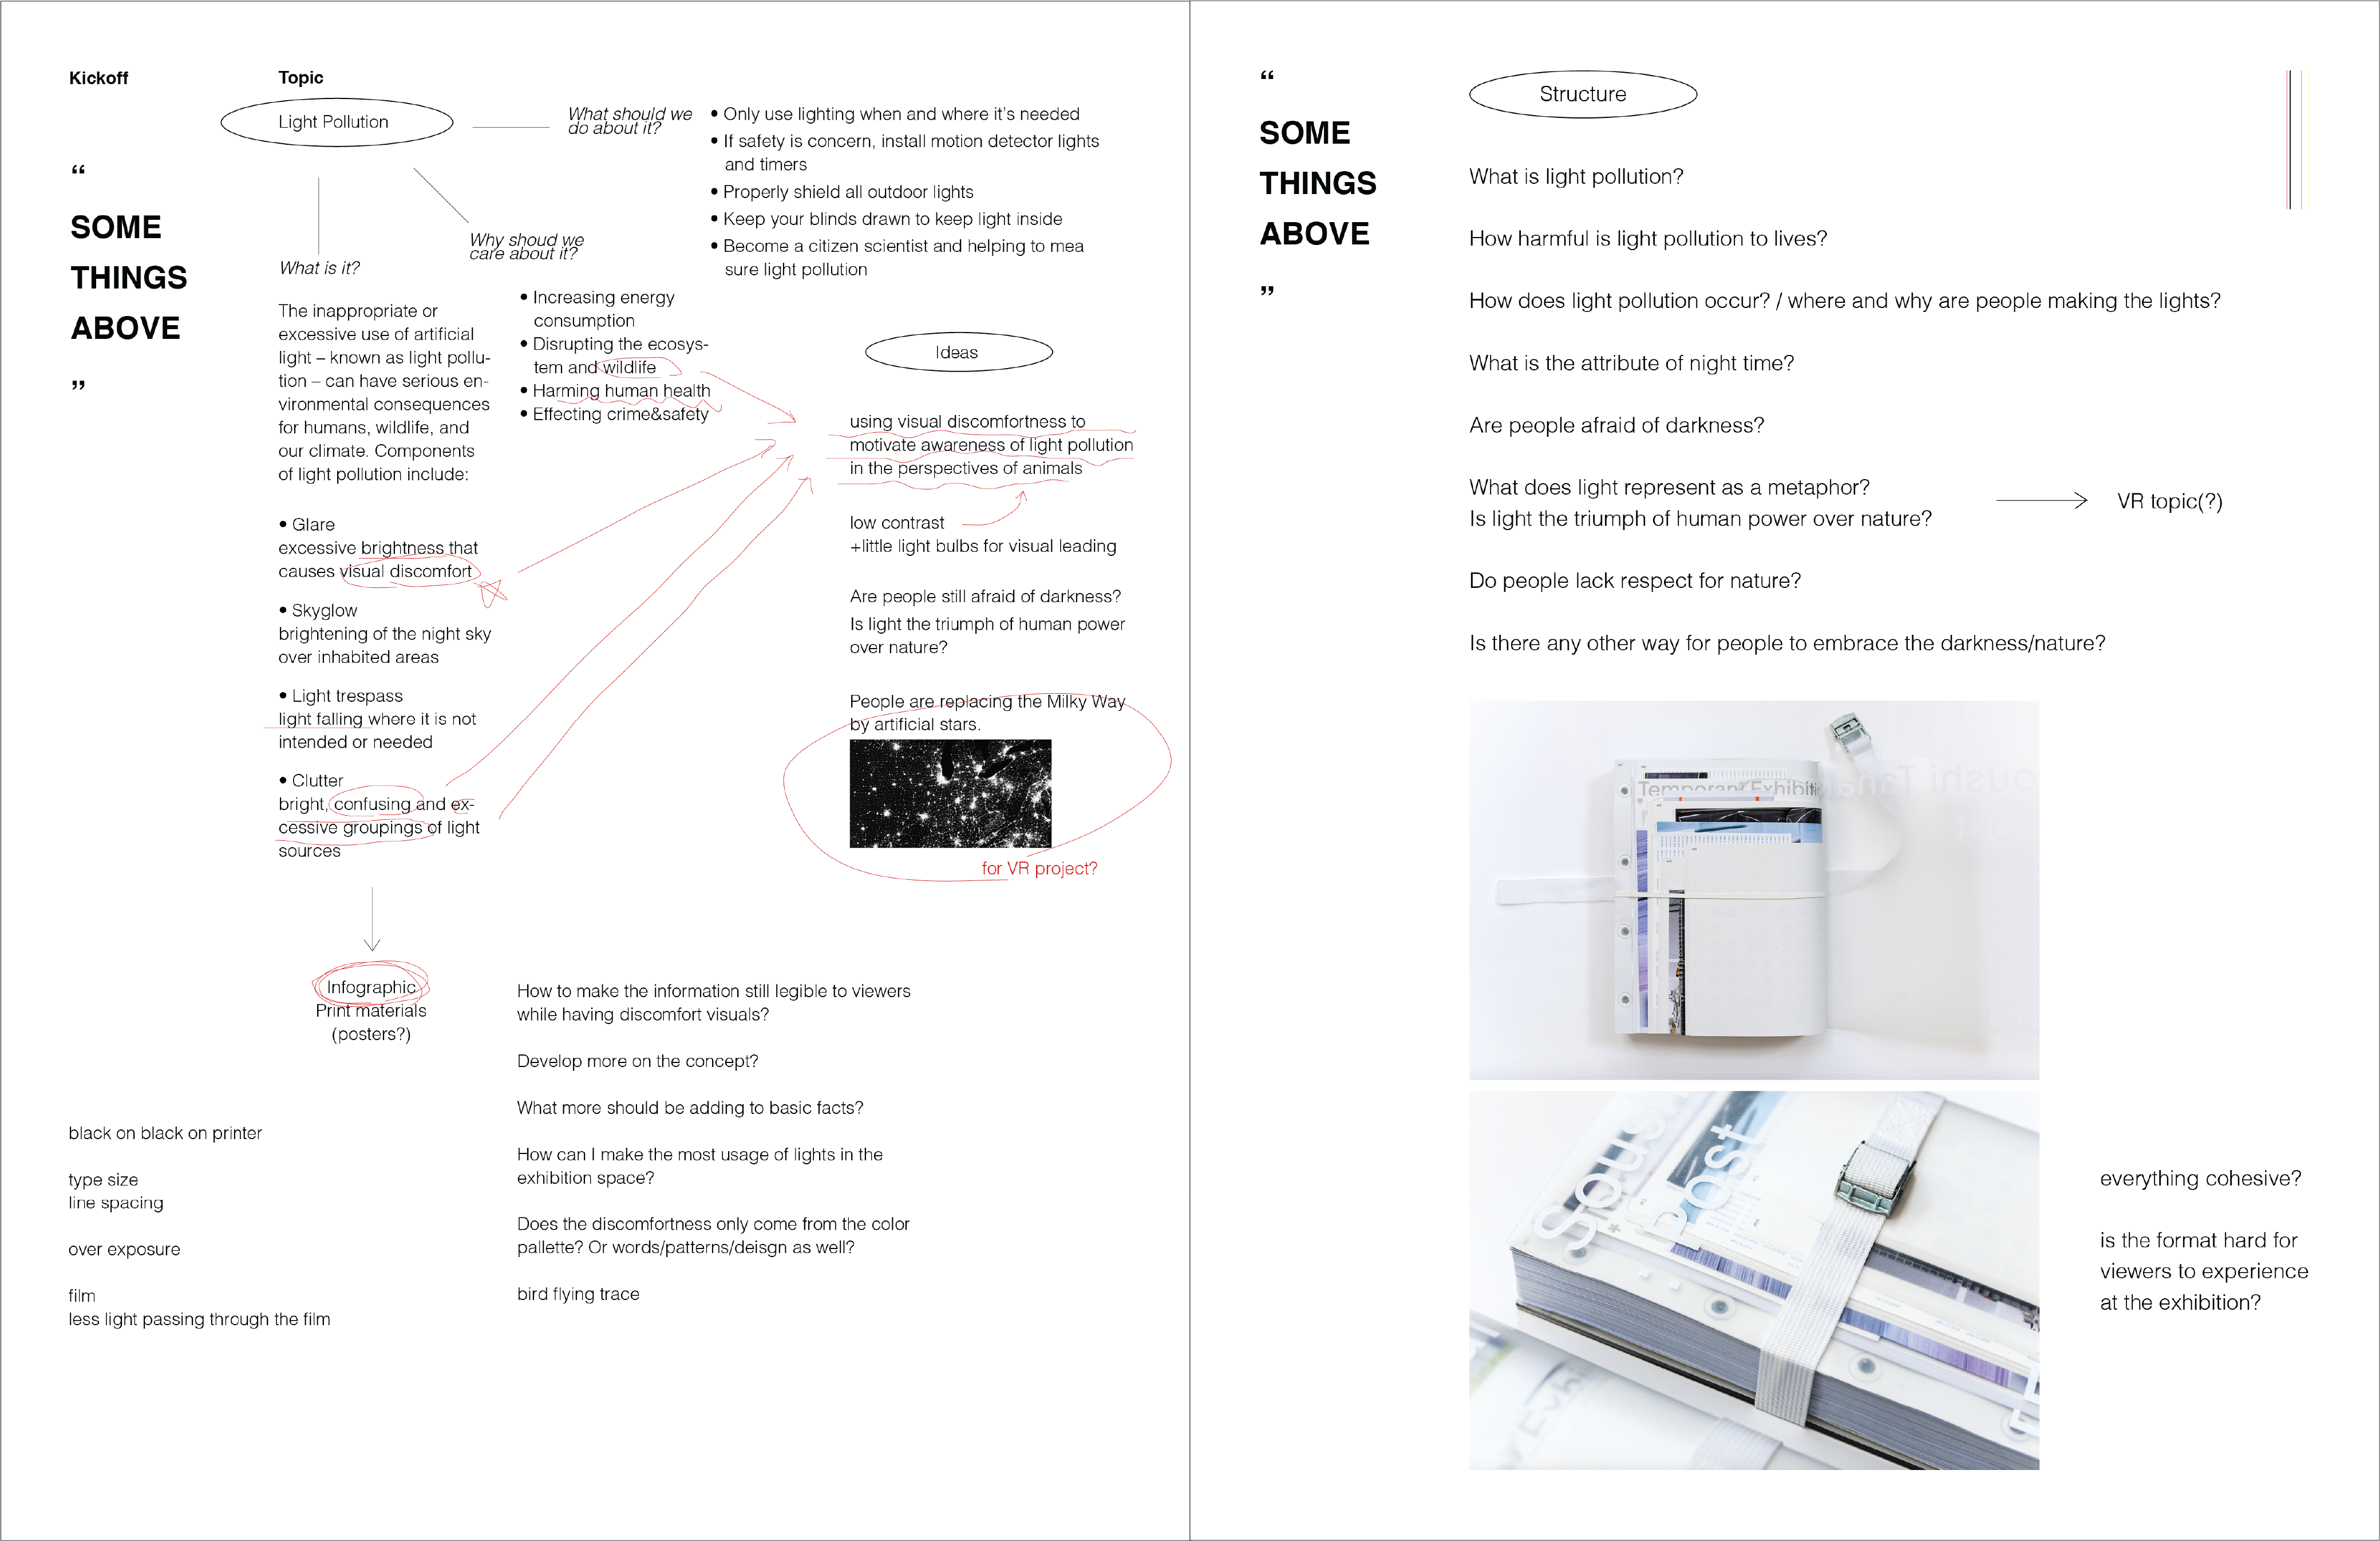 Kickoff
Topic
Light Pollution
“
SOME
THINGS
ABOVE
”
What should we
do about it?
• Only use lighting when and where it’s needed
• If safety is concern, install motion detector lights
and timers
• Properly shield all outdoor lights
• Keep your blinds drawn to keep light inside
• Become a citizen scientist and helping to mea
sure light pollution
Why shoud we
care about it?
• Increasing energy
consumption
• Disrupting the ecosys-
tem and wildlife
• Harming human health
• Effecting crime&safety
What is it?
The inappropriate or
excessive use of artificial
light – known as light pollu-
tion – can have serious en-
vironmental consequences
for humans, wildlife, and
our climate. Components
of light pollution include:
• Glare
excessive brightness that
causes visual discomfort
• Skyglow
brightening of the night sky
over inhabited areas
• Light trespass
light falling where it is not
intended or needed
• Clutter
bright, confusing and ex-
cessive groupings of light
sources
Ideas
using visual discomfortness to
motivate awareness of light pollution
in the perspectives of animals
low contrast
+little light bulbs for visual leading
Are people still afraid of darkness?
Is light the triumph of human power
over nature?
People are replacing the Milky Way
by artificial stars.
for VR project?
Infographic
Print materials
(posters?)
How to make the information still legible to viewers
while having discomfort visuals?
Develop more on the concept?
What more should be adding to basic facts?
How can I make the most usage of lights in the
exhibition space?
Does the discomfortness only come from the color
pallette? Or words/patterns/deisgn as well?
bird flying trace
black on black on printer
type size
line spacing
over exposure
film
less light passing through the film
“
SOME
THINGS
ABOVE
”
Structure
What is light pollution?
How harmful is light pollution to lives?
How does light pollution occur? / where and why are people making the lights?
What is the attribute of night time?
Are people afraid of darkness?
What does light represent as a metaphor?
Is light the triumph of human power over nature?
VR topic(?)
Do people lack respect for nature?
Is there any other way for people to embrace the darkness/nature?
Temporary Exhibiti
oushi Tana
Soush
Post
everything cohesive?
is the format hard for
viewers to experience
at the exhibition?